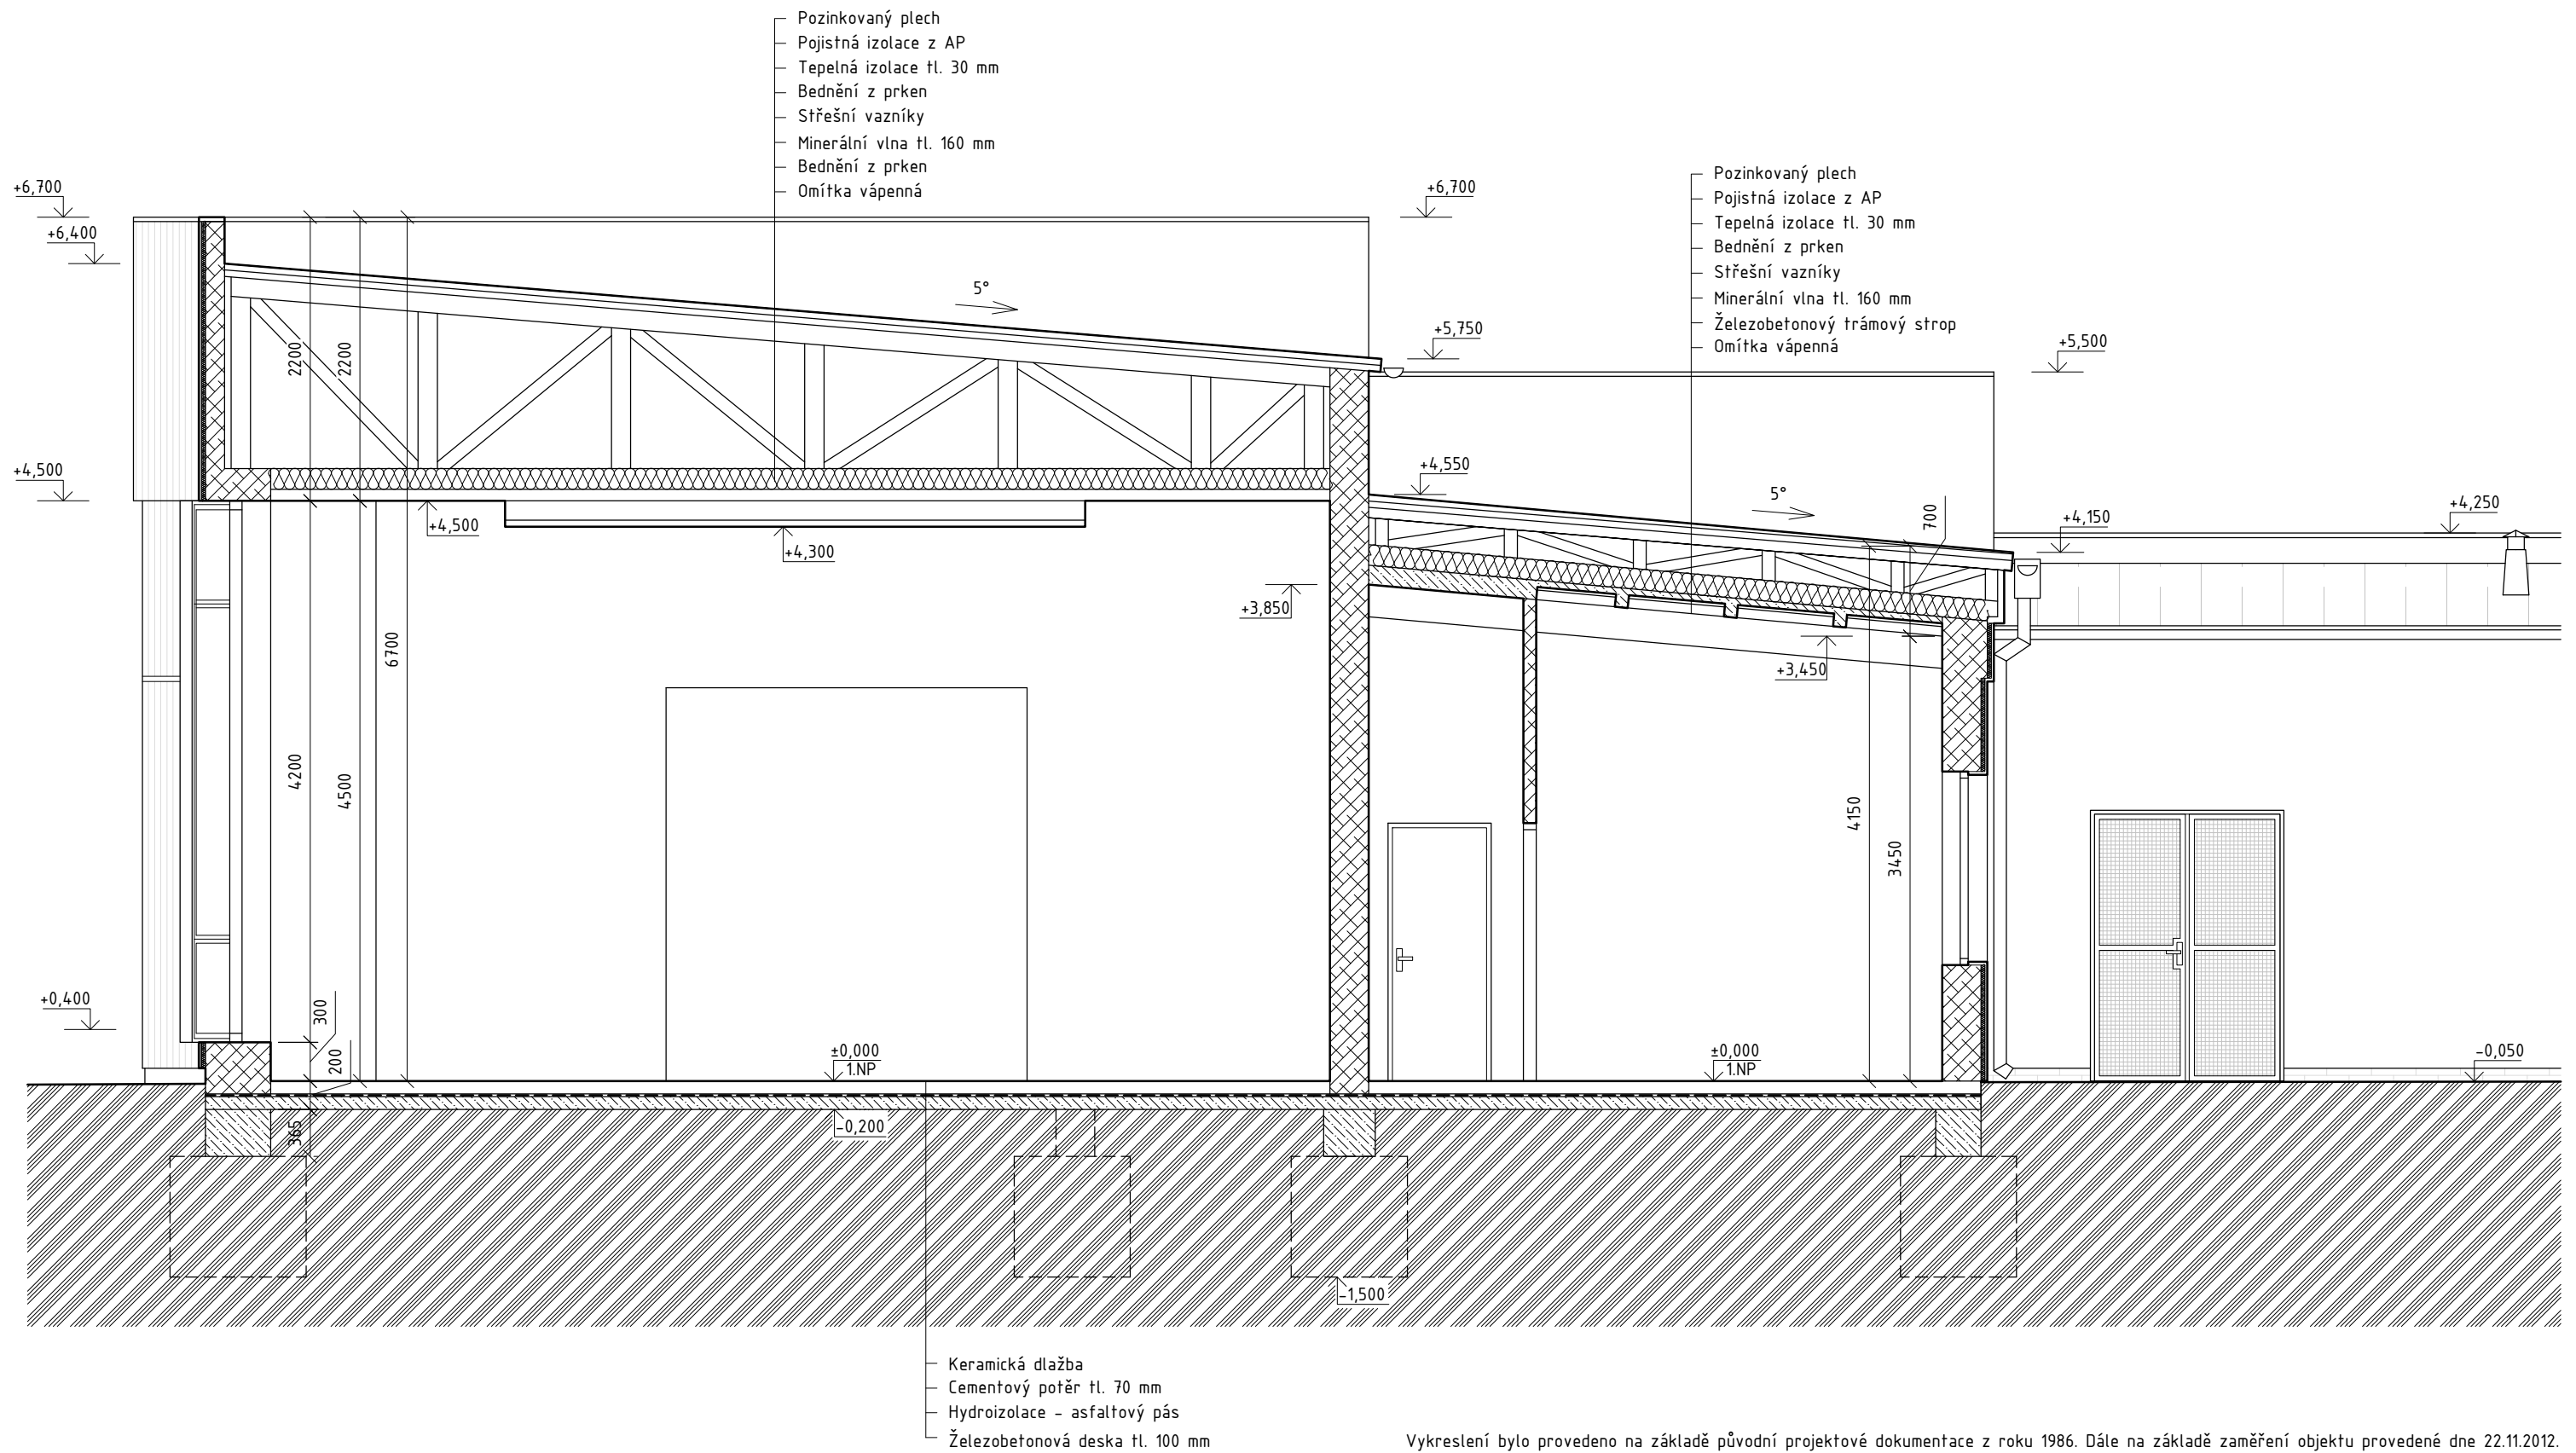 Pozinkovaný plech
Pojistná izolace z AP
Tepelná izolace tl. 30 mm
Bednění z prken
Střešní vazníky
Minerální vlna tl. 160 mm
Bednění z prken
Omítka vápenná
Pozinkovaný plech
Pojistná izolace z AP
Tepelná izolace tl. 30 mm
Bednění z prken
Střešní vazníky
Minerální vlna tl. 160 mm
Železobetonový trámový strop
Omítka vápenná
+6,700
+6,400
+6,700
5°
+5,750
+5,500
2200
2200
+4,500
+4,550
5°
700
+4,250
+4,150
+4,500
+4,300
+3,850
+3,450
6700
4200
4500
4150
3450
+0,400
300
200
±0,000
1.NP
±0,000
1.NP
-0,050
365
-0,200
-1,500
Keramická dlažba
Cementový potěr tl. 70 mm
Hydroizolace - asfaltový pás
Železobetonová deska tl. 100 mm
Vykreslení bylo provedeno na základě původní projektové dokumentace z roku 1986. Dále na základě zaměření objektu provedené dne 22.11.2012.